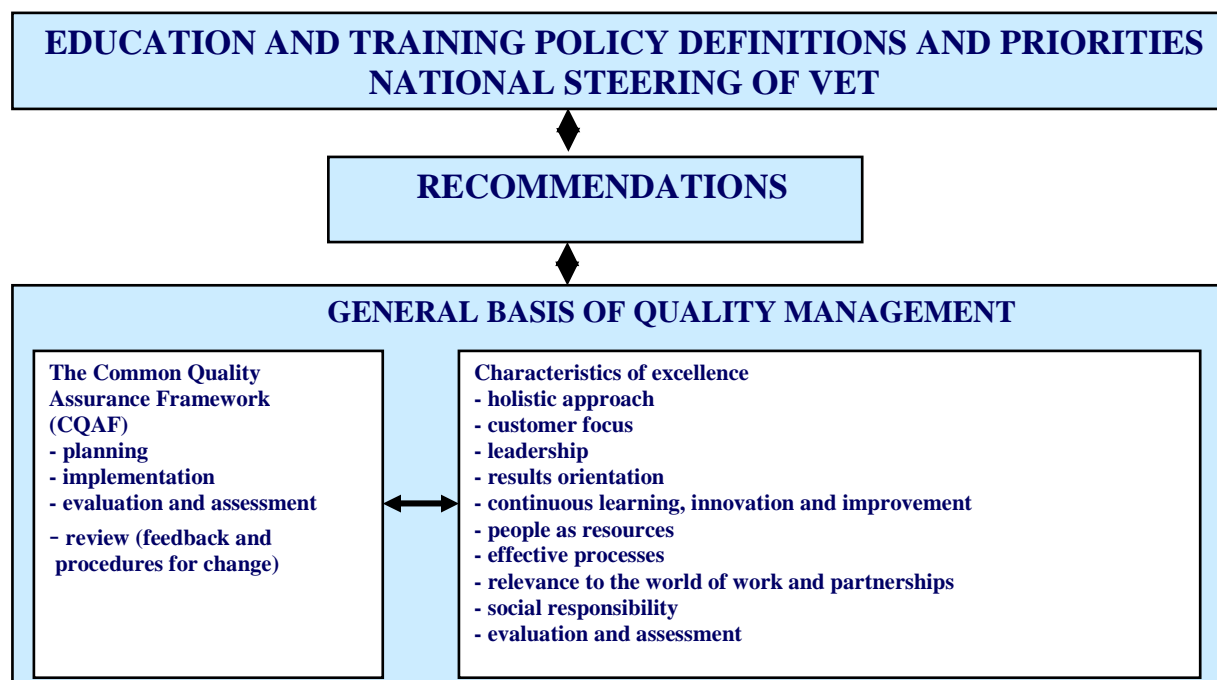 EDUCATION AND TRAINING POLICY DEFINITIONS AND PRIORITIES
NATIONAL STEERING OF VET
RECOMMENDATIONS
GENERAL BASIS OF QUALITY MANAGEMENT
The Common Quality
Assurance Framework
(CQAF)
- planning
- implementation
- evaluation and assessment
- review (feedback and
procedures for change)
Characteristics of excellence
- holistic approach
- customer focus
- leadership
- results orientation
- continuous learning, innovation and improvement
- people as resources
- effective processes
- relevance to the world of work and partnerships
- social responsibility
- evaluation and assessment